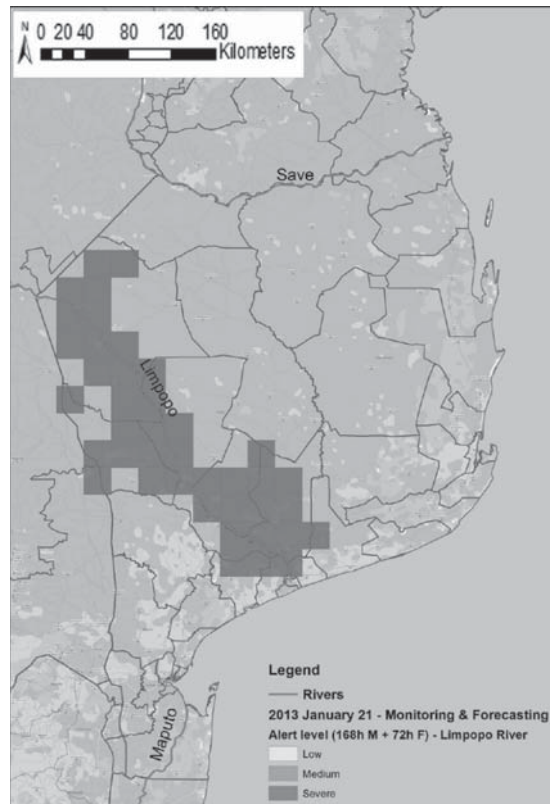 N
0 20 40 80 120 160
Kilometers
Save
Limpopo
Maputo
Legend
Rivers
2013 January 21 - Monitoring & Forecasting
Alert level (168h M + 72h F) - Limpopo River
Low
Medium
Severe